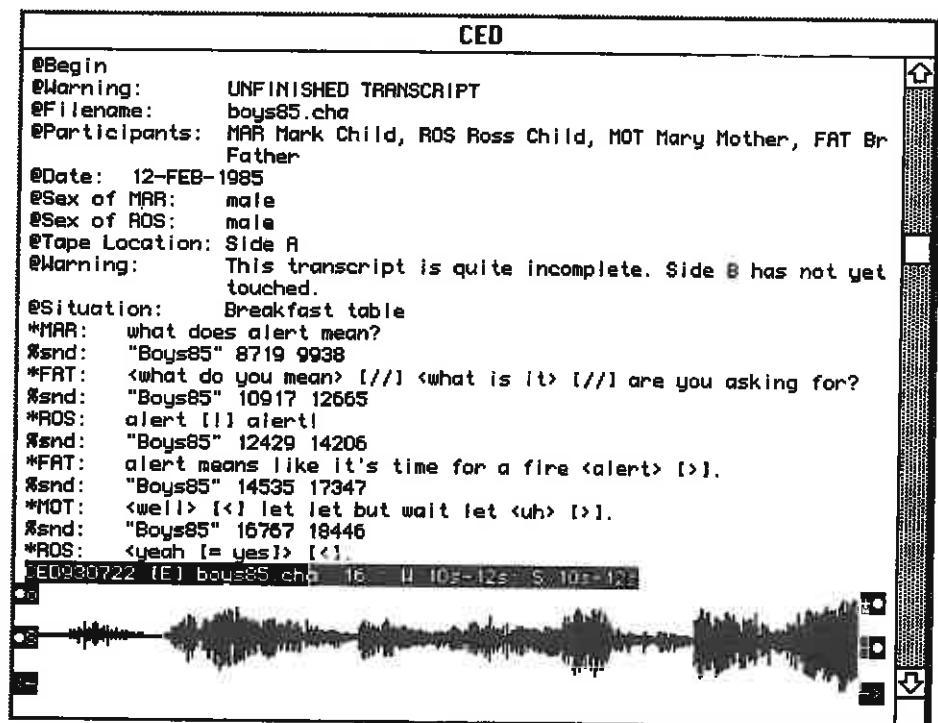 CED
@Begin
@Warning: UNFINISHED TRANSCRIPT
@Filename: boys85.cha
@Participants: MAR Mark Child, ROS Ross Child, MOT Mary Mother, FAT Br
Father
@Date: 12-FEB-1985
@Sex of MAR: male
@Sex of ROS: male
@Tape Location: Side A
@Warning: This transcript is quite incomplete. Side B has not yet
touched.
@Situation: Breakfast table
*MAR: what does alert mean?
%snd: "Boys85" 8719 9938
*FAT: <what do you mean> [//] <what is it> [//] are you asking for?
%snd: "Boys85" 10917 12665
*ROS: alert [!] alert!
%snd: "Boys85" 12429 14206
*FAT: alert means like it's time for a fire <alert> [>].
%snd: "Boys85" 14535 17347
*MOT: <well> [<] let let but wait let <uh> [>].
%snd: "Boys85" 16767 18446
*ROS: <yeah [= yes]> [<].
CED930722 [E] boys85.cha 16 W 10s-12s S 10s-12s